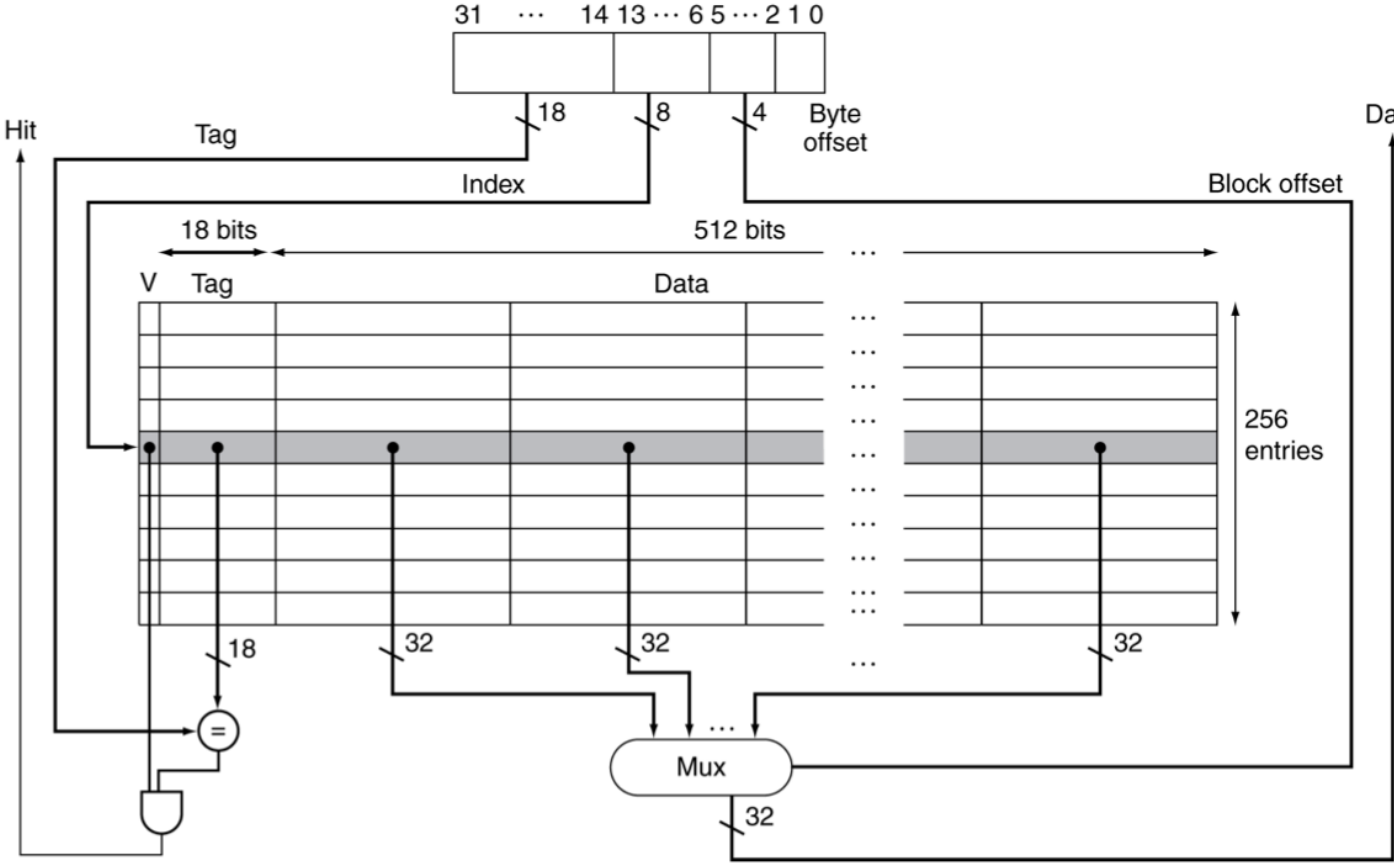 31 ··· 14 13 ··· 6 5 ··· 2 1 0
18 8 4 Byte offset
Hit
Tag
Da
Index
Block offset
18 bits
512 bits
···
V
Tag
Data
···
···
···
···
···
···
···
···
···
···
256
entries
18
32
32
···
32
=
···
Mux
32